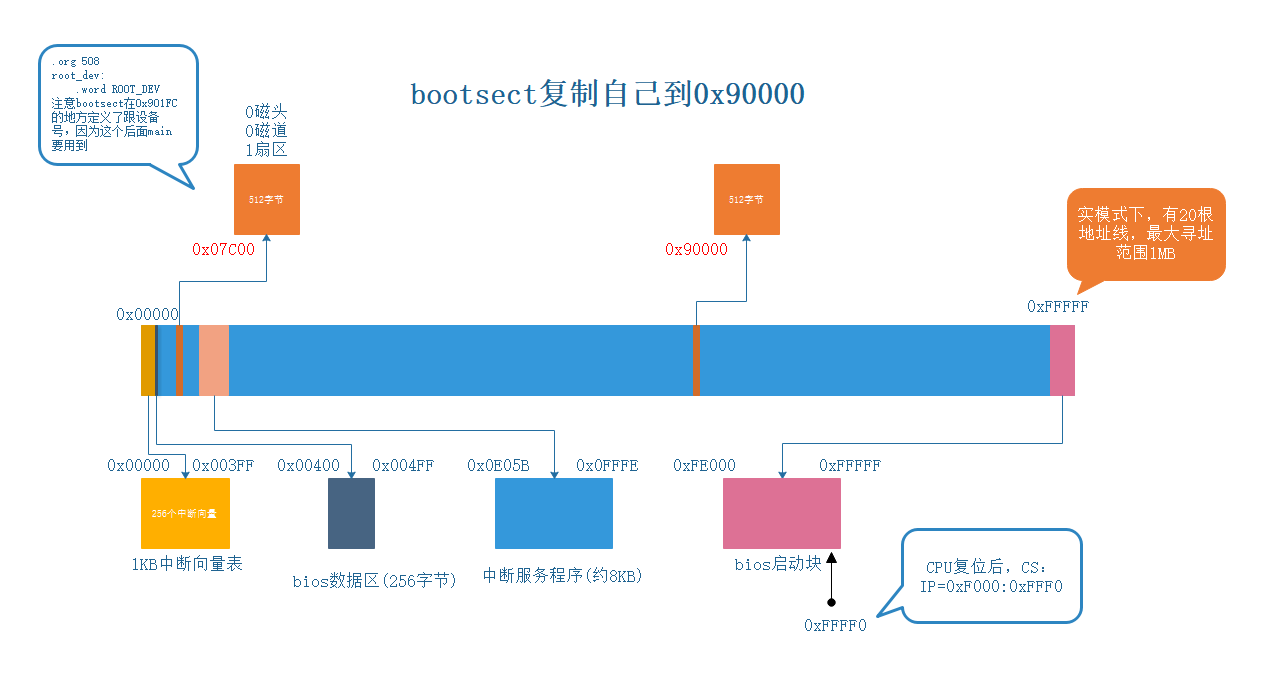 .org 508
root_dev:
.word ROOT_DEV
注意bootsect在0x901FC
的地方定义了跟设备
号，因为这个后面main
要用到
bootsect复制自己到0x90000
0磁头
0磁道
1扇区
512字节
512字节
0x07C00
0x90000
实模式下，有20根
地址线，最大寻址
范围1MB
0x00000
0xFFFFF
0x00000
0x003FF
0x00400
0x004FF
0x0E05B
0x0FFFE
0xFE000
0xFFFFF
256个中断向量
1KB中断向量表
bios数据区(256字节)
中断服务程序(约8KB)
bios启动块
CPU复位后，CS:
IP=0xF000:0xFFF0
0xFFFF0